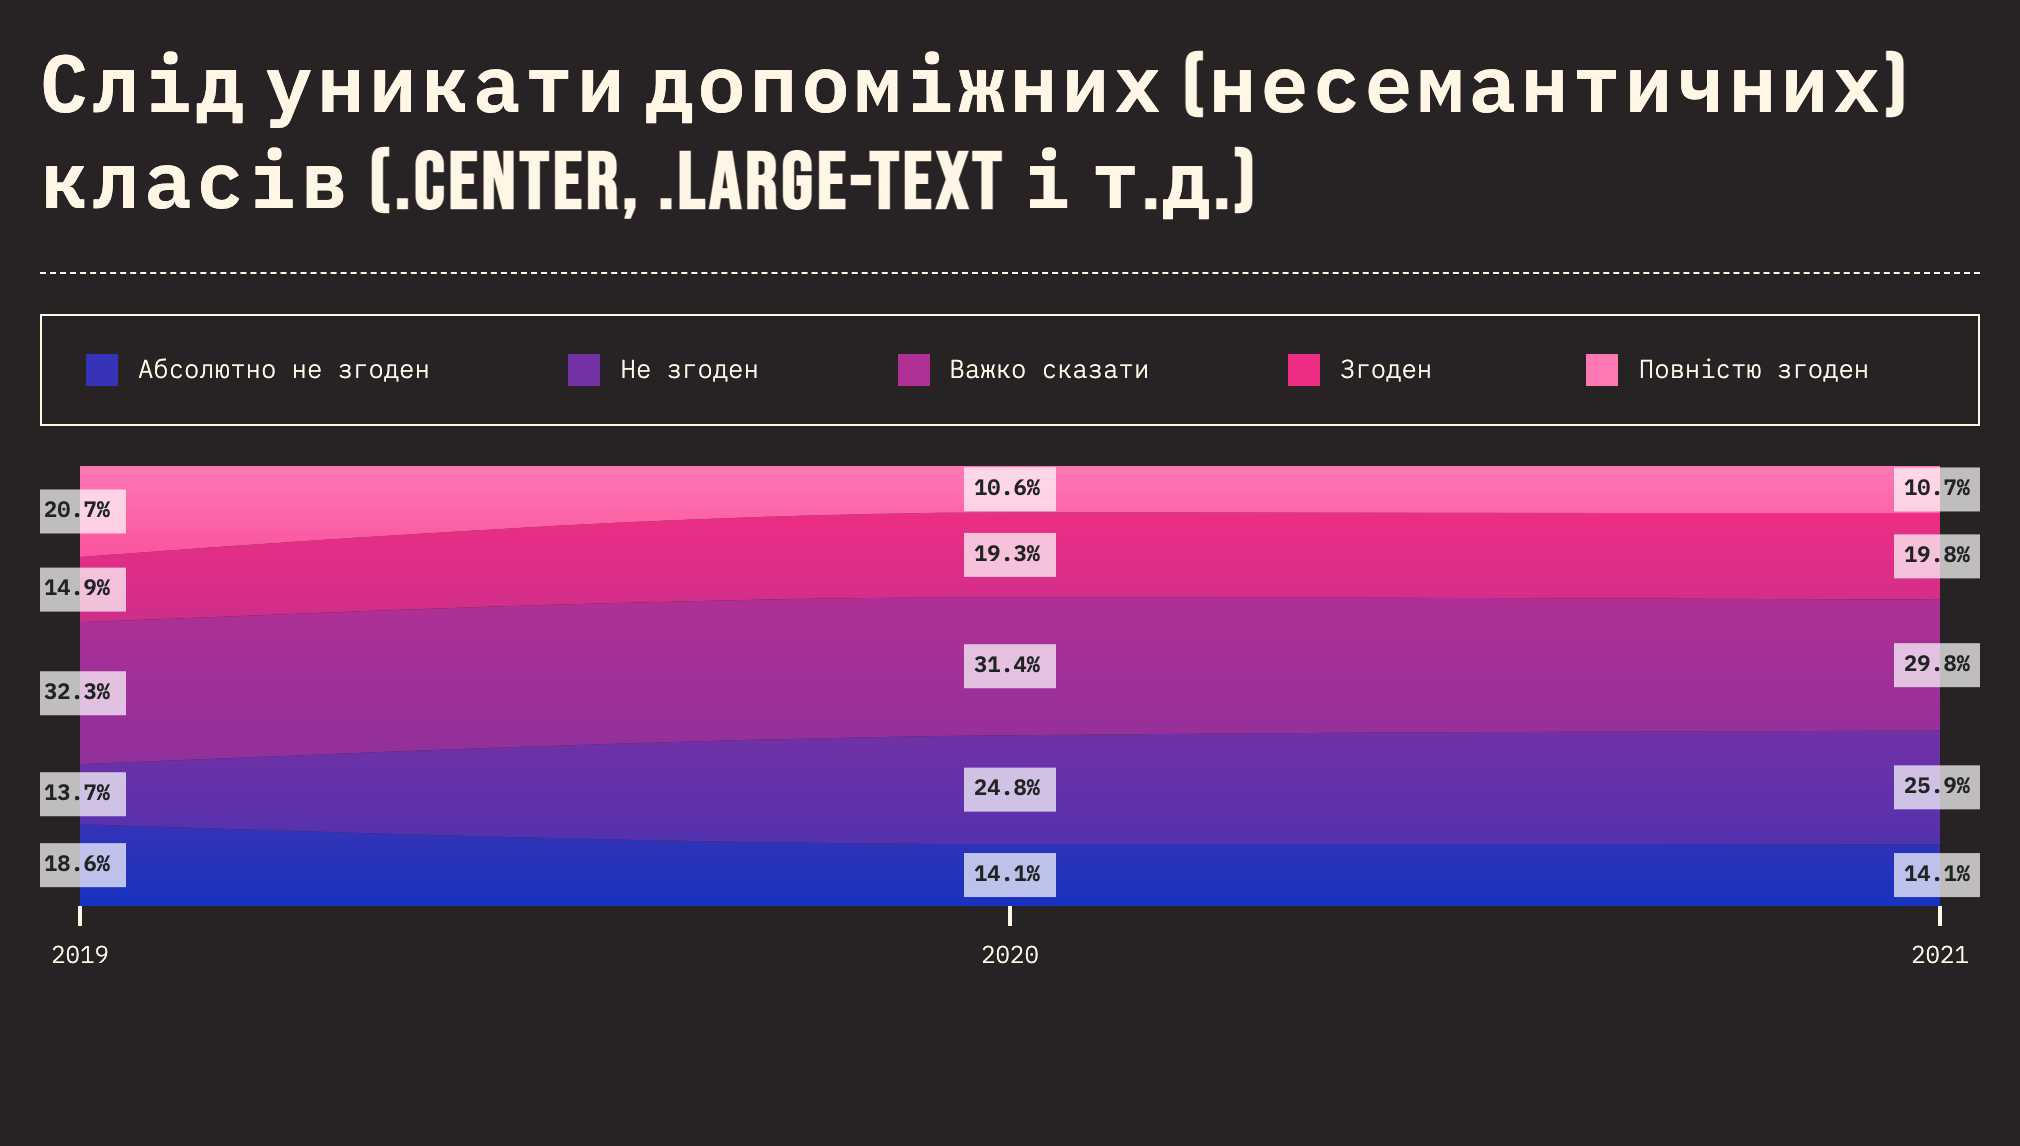 Слід уникати допоміжних (несемантичних)
класів (.CENTER, .LARGE-TEXT і т.д.)
Абсолютно не згоден
Не згоден
Важко сказати
Згоден
Повністю згоден
20.7%
10.6%
10.7%
14.9%
19.3%
19.8%
32.3%
31.4%
29.8%
13.7%
24.8%
25.9%
18.6%
14.1%
14.1%
2019
2020
2021